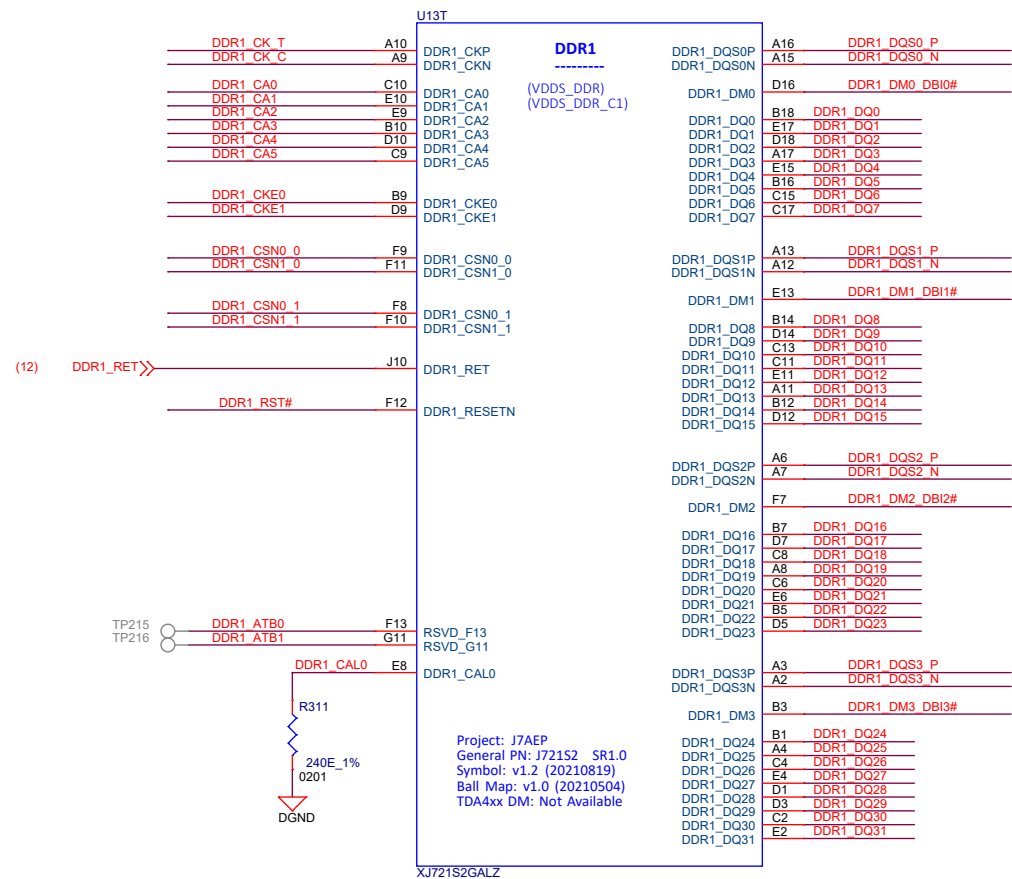 U13T
DDR1_CK_T A10 DDR1_CKP DDR1 DDR1_DQS0P A16 DDR1_DQS0_P
DDR1_CK_C A9 DDR1_CKN --------- DDR1_DQS0N A15 DDR1_DQS0_N
DDR1_CA0 C10 DDR1_CA0 (VDDS_DDR) DDR1_DM0 D16 DDR1_DM0_DBI0#
DDR1_CA1 E10 DDR1_CA1 (VDDS_DDR_C1)
DDR1_CA2 E9 DDR1_CA2 DDR1_DQ0 B18 DDR1_DQ0
DDR1_CA3 B10 DDR1_CA3 DDR1_DQ1 E17 DDR1_DQ1
DDR1_CA4 D10 DDR1_CA4 DDR1_DQ2 D18 DDR1_DQ2
DDR1_CA5 C9 DDR1_CA5 DDR1_DQ3 A17 DDR1_DQ3
DDR1_DQ4 E15 DDR1_DQ4
DDR1_DQ5 B16 DDR1_DQ5
DDR1_CKE0 B9 DDR1_CKE0 DDR1_DQ6 C15 DDR1_DQ6
DDR1_CKE1 D9 DDR1_CKE1 DDR1_DQ7 C17 DDR1_DQ7
DDR1_CSN0_0 F9 DDR1_CSN0_0 DDR1_DQS1P A13 DDR1_DQS1_P
DDR1_CSN1_0 F11 DDR1_CSN1_0 DDR1_DQS1N A12 DDR1_DQS1_N
DDR1_DM1 E13 DDR1_DM1_DBI1#
DDR1_CSN0_1 F8 DDR1_CSN0_1
DDR1_CSN1_1 F10 DDR1_CSN1_1 DDR1_DQ8 B14 DDR1_DQ8
DDR1_DQ9 D14 DDR1_DQ9
DDR1_DQ10 C13 DDR1_DQ10
(12) DDR1_RET J10 DDR1_RET DDR1_DQ11 C11 DDR1_DQ11
DDR1_DQ12 E11 DDR1_DQ12
DDR1_DQ13 A11 DDR1_DQ13
DDR1_RST# F12 DDR1_RESETN DDR1_DQ14 B12 DDR1_DQ14
DDR1_DQ15 D12 DDR1_DQ15
DDR1_DQS2P A6 DDR1_DQS2_P
DDR1_DQS2N A7 DDR1_DQS2_N
DDR1_DM2 F7 DDR1_DM2_DBI2#
DDR1_DQ16 B7 DDR1_DQ16
DDR1_DQ17 D7 DDR1_DQ17
DDR1_DQ18 C8 DDR1_DQ18
DDR1_DQ19 A8 DDR1_DQ19
DDR1_DQ20 C6 DDR1_DQ20
DDR1_DQ21 E6 DDR1_DQ21
DDR1_DQ22 B5 DDR1_DQ22
TP215 DDR1_ATB0 F13 RSVD_F13 DDR1_DQ23 D5 DDR1_DQ23
TP216 DDR1_ATB1 G11 RSVD_G11
DDR1_CAL0 E8 DDR1_CAL0 DDR1_DQS3P A3 DDR1_DQS3_P
DDR1_DQS3N A2 DDR1_DQS3_N
R311 DDR1_DM3 B3 DDR1_DM3_DBI3#
Project: J7AEP DDR1_DQ24 B1 DDR1_DQ24
General PN: J721S2 SR1.0 DDR1_DQ25 A4 DDR1_DQ25
240E_1% Symbol: v1.2 (20210819) DDR1_DQ26 C4 DDR1_DQ26
0201 Ball Map: v1.0 (20210504) DDR1_DQ27 E4 DDR1_DQ27
TDA4xx DM: Not Available DDR1_DQ28 D1 DDR1_DQ28
DDR1_DQ29 D3 DDR1_DQ29
DGND DDR1_DQ30 C2 DDR1_DQ30
DDR1_DQ31 E2 DDR1_DQ31
XJ721S2GALZ